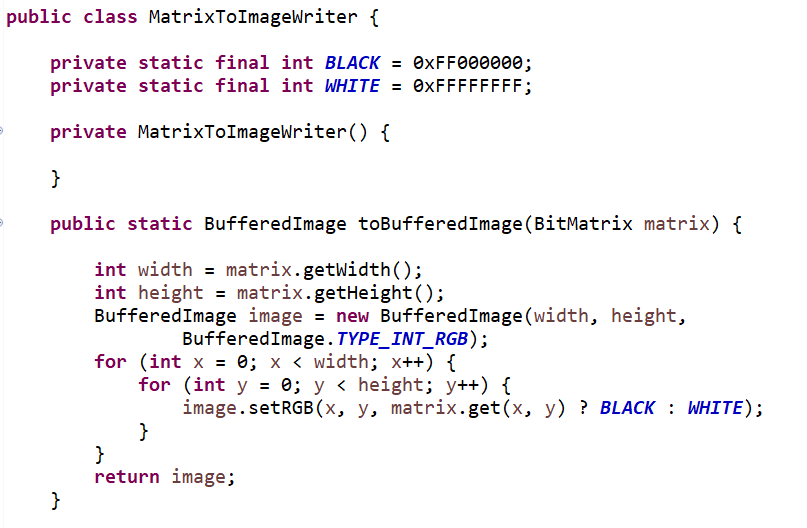 public class MatrixToImageWriter {
private static final int BLACK = 0xFF000000;
private static final int WHITE = 0xFFFFFFFF;
private MatrixToImageWriter() {
}
public static BufferedImage toBufferedImage(BitMatrix matrix) {
int width = matrix.getWidth();
int height = matrix.getHeight();
BufferedImage image = new BufferedImage(width, height,
BufferedImage.TYPE_INT_RGB);
for (int x = 0; x < width; x++) {
for (int y = 0; y < height; y++) {
image.setRGB(x, y, matrix.get(x, y) ? BLACK : WHITE);
}
}
return image;
}